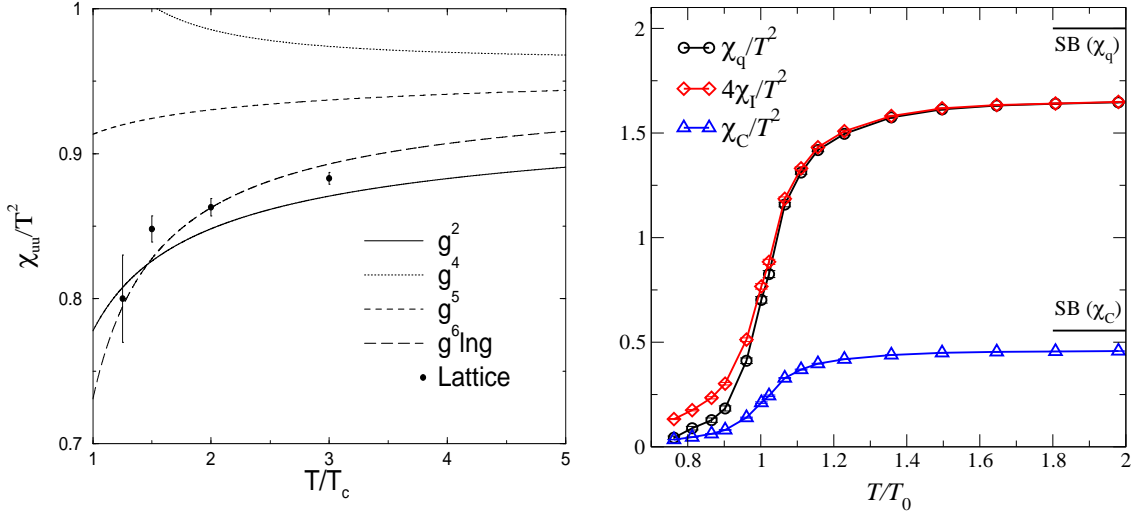 1
0.9
0.8
0.7
χuu/T²
1
2
3
4
5
T/Tc
g²
g⁴
g⁵
g⁶lng
Lattice
2
1.5
1
0.5
0
χq/T²
4χI/T²
χC/T²
SB (χq)
SB (χC)
0.8
1
1.2
1.4
1.6
1.8
2
T/T0